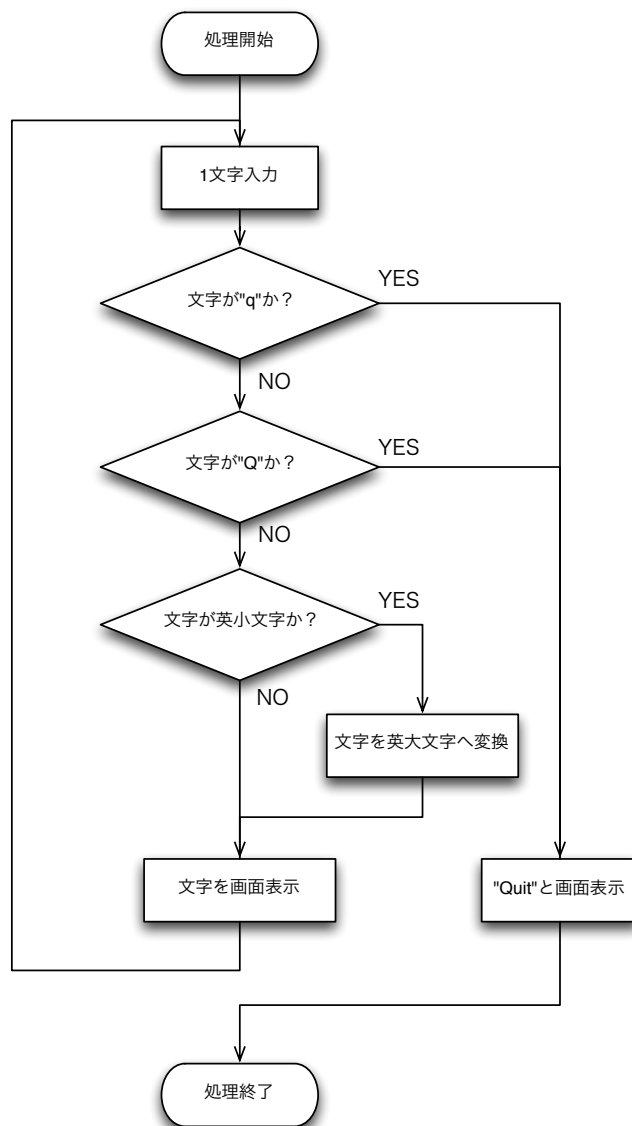 処理開始
1文字入力
文字が"q"か？
YES
NO
文字が"Q"か？
YES
NO
文字が英小文字か？
YES
NO
文字を英大文字へ変換
文字を画面表示
"Quit"と画面表示
処理終了